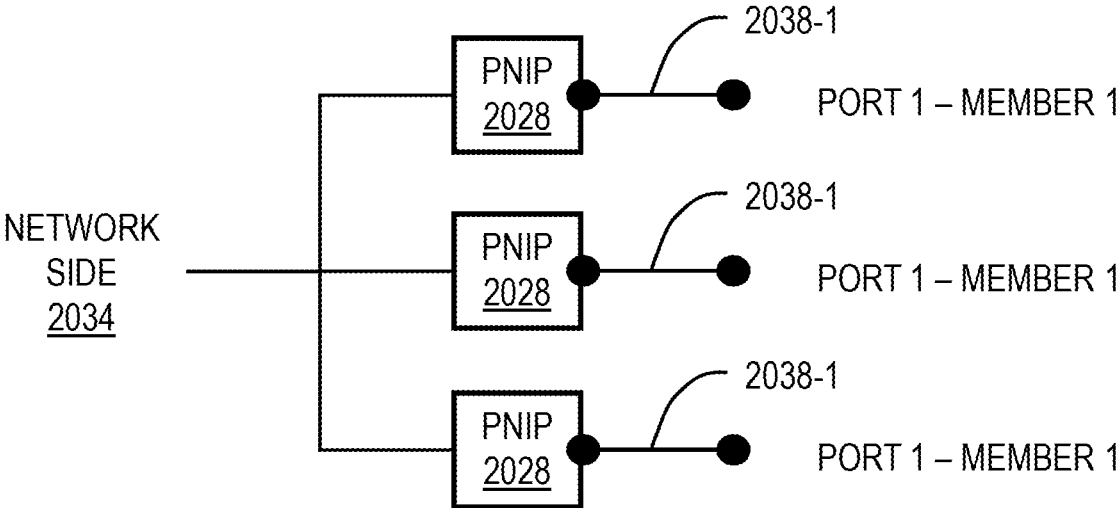 2038-1
PNIP
2028
PORT 1 – MEMBER 1
2038-1
NETWORK
SIDE
2034
PNIP
2028
PORT 1 – MEMBER 1
2038-1
PNIP
2028
PORT 1 – MEMBER 1